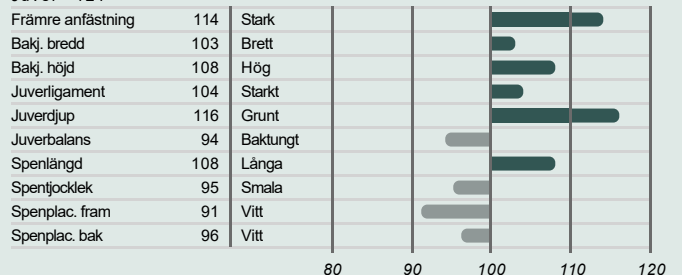 Främre anfästning 114 Stark
Bakj. bredd 103 Brett
Bakj. höjd 108 Hög
Juverligament 104 Starkt
Juverdjup 116 Grunt
Juverbalans 94 Baktungt
Spenlängd 108 Långa
Spentjocklek 95 Smala
Spenplac. fram 91 Vitt
Spenplac. bak 96 Vitt
80 90 100 110 120